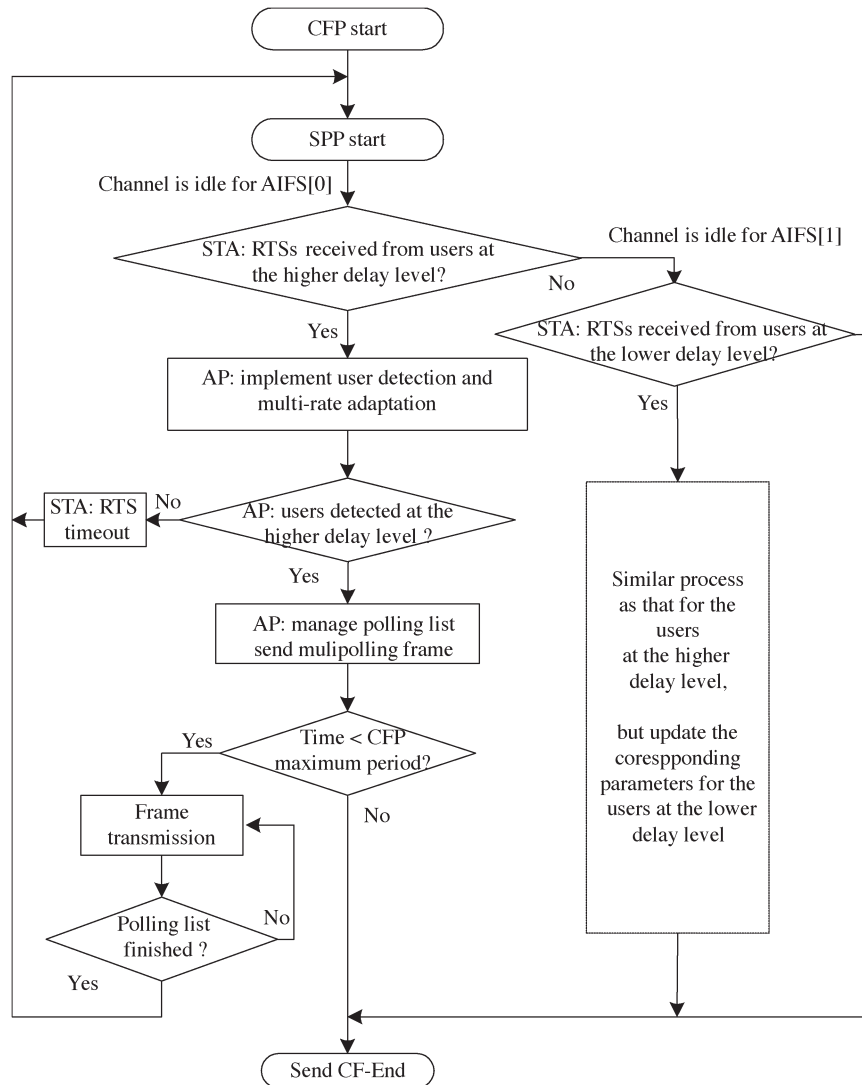 CFP start
SPP start
Channel is idle for AIFS[0]
STA: RTSs received from users at
the higher delay level?
Channel is idle for AIFS[1]
No
STA: RTSs received from users at
the lower delay level?
Yes
AP: implement user detection and
multi-rate adaptation
Yes
STA: RTS
timeout
No
AP: users detected at the
higher delay level ?
Yes
AP: manage polling list
send mulipolling frame
Similar process
as that for the
users
at the higher
delay level,
but update the
corespponding
parameters for the
users at the lower
delay level
Yes
Time < CFP
maximum period?
No
Frame
transmission
Polling list
finished ?
No
Yes
Send CF-End